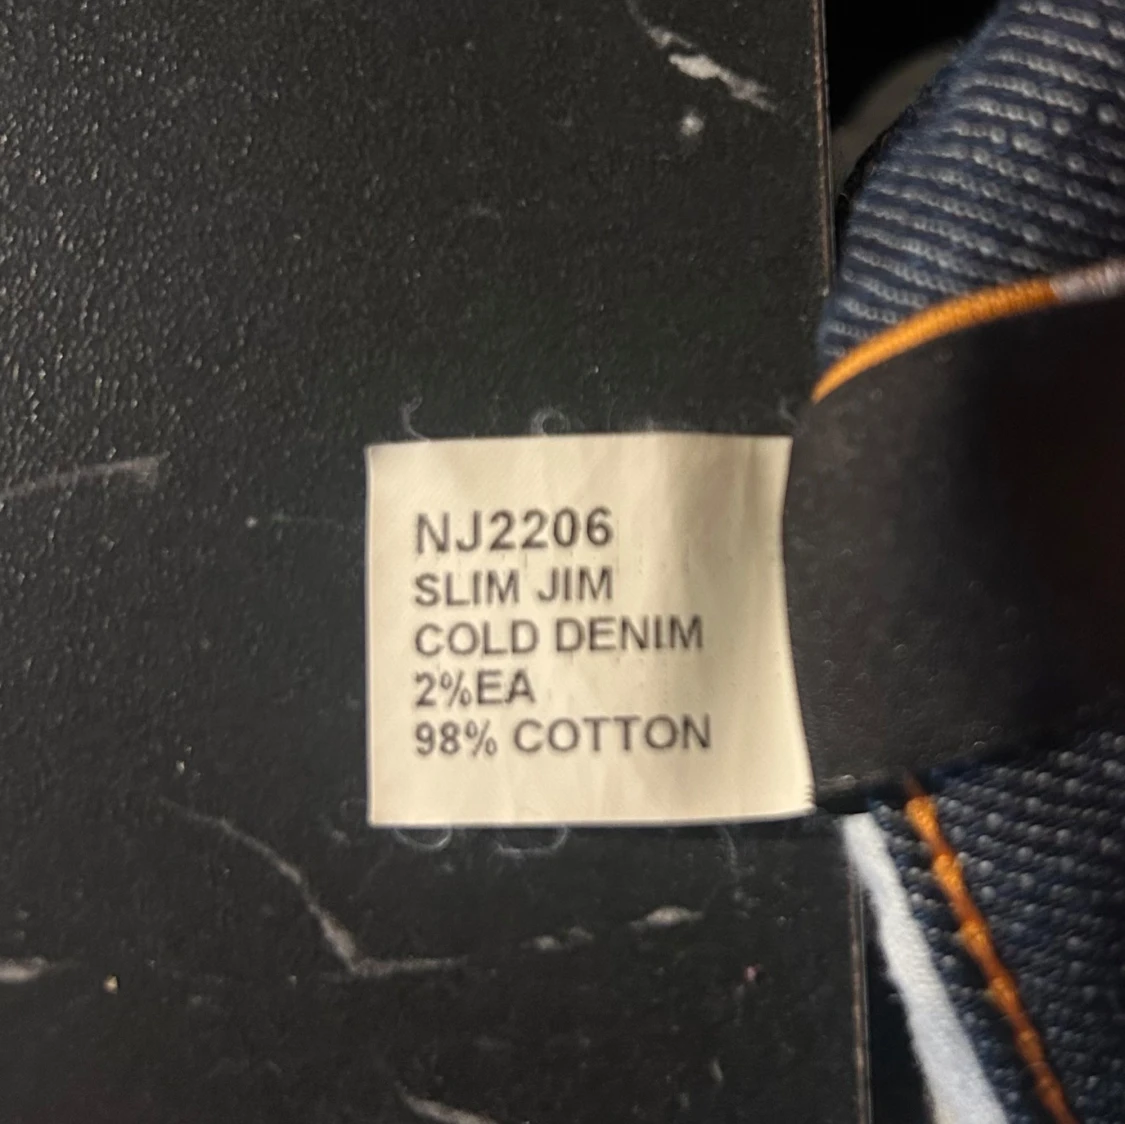 NJ2206
SLIM JIM
COLD DENIM
2%EA
98% COTTON